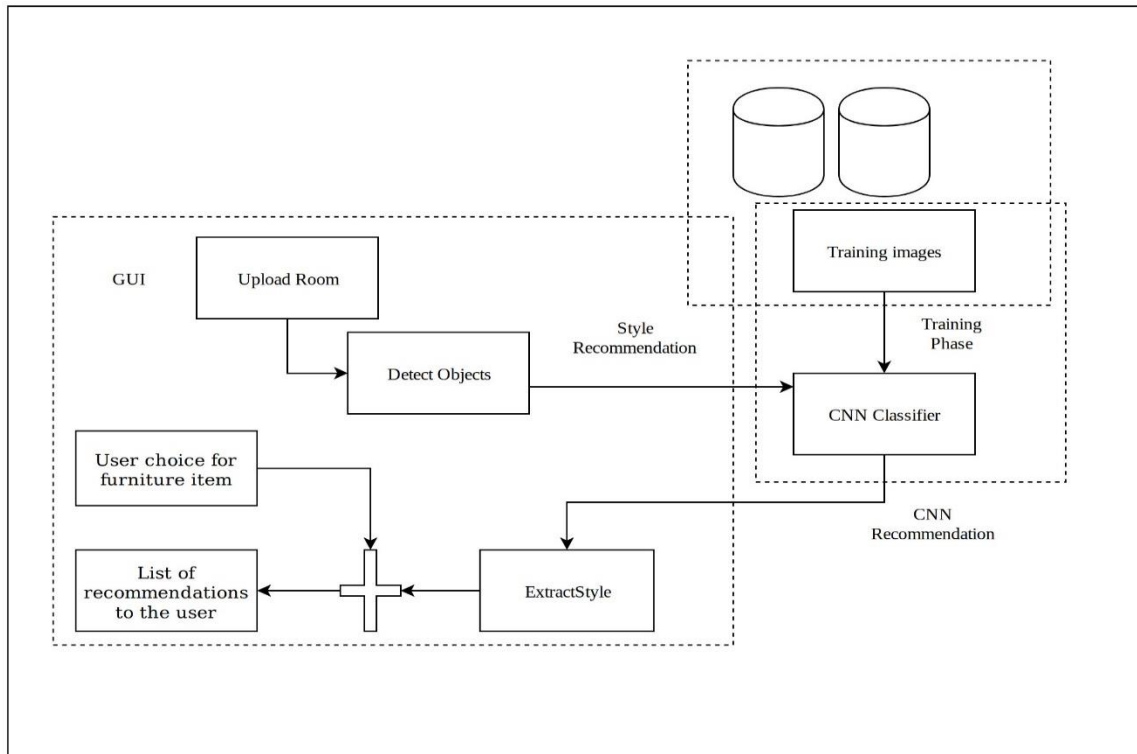 GUI
Upload Room
Training images
Style
Recommendation
Training
Phase
Detect Objects
CNN Classifier
User choice for
furniture item
CNN
Recommendation
List of
recommendations
to the user
ExtractStyle